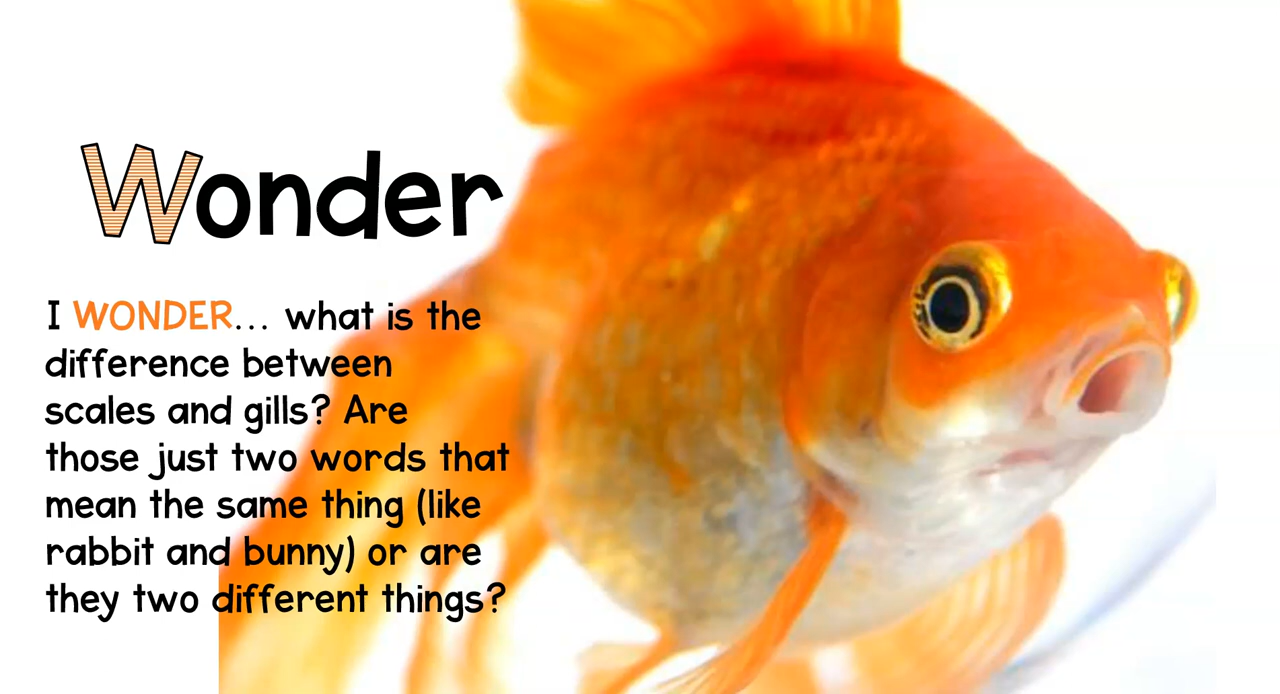 Wonder
I WONDER... what is the
difference between
scales and gills? Are
those just two words that
mean the same thing (like
rabbit and bunny) or are
they two different things?